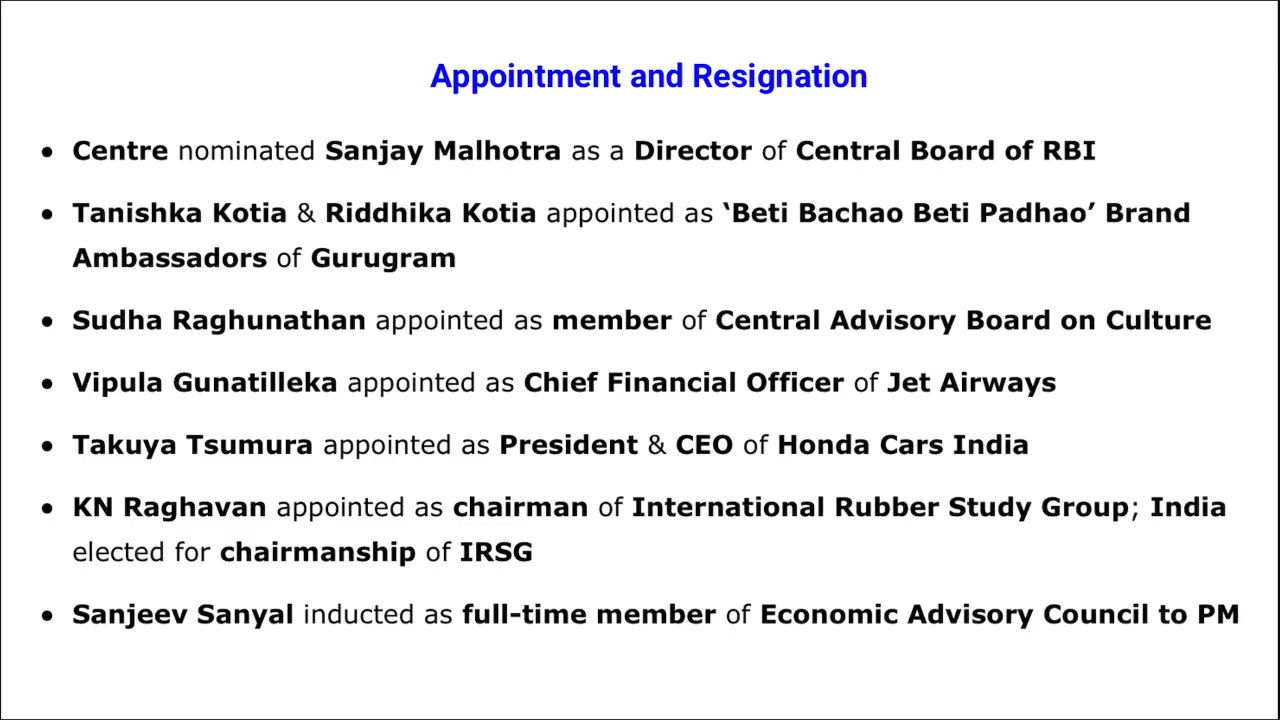 Appointment and Resignation
• Centre nominated Sanjay Malhotra as a Director of Central Board of RBI
• Tanishka Kotia & Riddhika Kotia appointed as ‘Beti Bachao Beti Padhao’ Brand
Ambassadors of Gurugram
• Sudha Raghunathan appointed as member of Central Advisory Board on Culture
• Vipula Gunatilleka appointed as Chief Financial Officer of Jet Airways
• Takuya Tsumura appointed as President & CEO of Honda Cars India
• KN Raghavan appointed as chairman of International Rubber Study Group; India
elected for chairmanship of IRSG
• Sanjeev Sanyal inducted as full-time member of Economic Advisory Council to PM